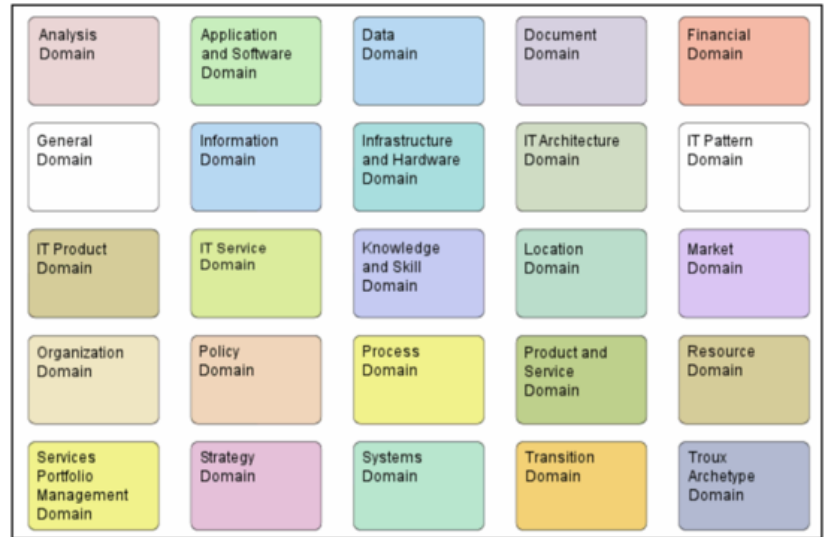 Analysis
Domain
Application
and Software
Domain
Data
Domain
Document
Domain
Financial
Domain
General
Domain
Information
Domain
Infrastructure
and Hardware
Domain
IT Architecture
Domain
IT Pattern
Domain
IT Product
Domain
IT Service
Domain
Knowledge
and Skill
Domain
Location
Domain
Market
Domain
Organization
Domain
Policy
Domain
Process
Domain
Product and
Service
Domain
Resource
Domain
Services
Portfolio
Management
Domain
Strategy
Domain
Systems
Domain
Transition
Domain
Troux
Archetype
Domain